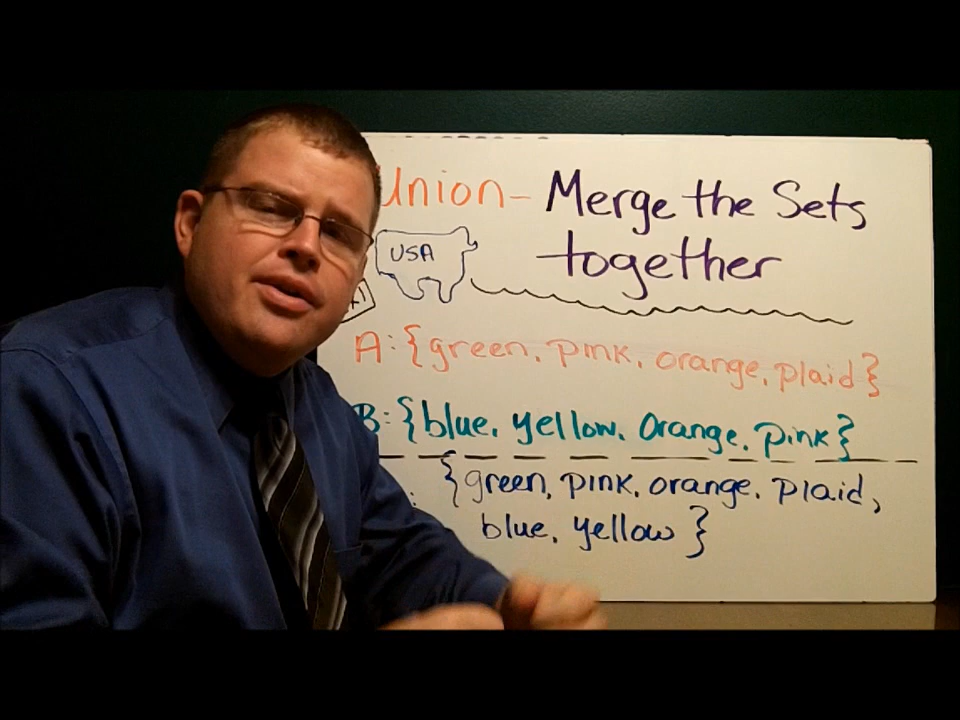 Union - Merge the Sets
together
USA
A: {green, pink, orange, plaid}
B: {blue, yellow, orange, pink}
: {green, pink, orange, plaid,
blue, yellow}